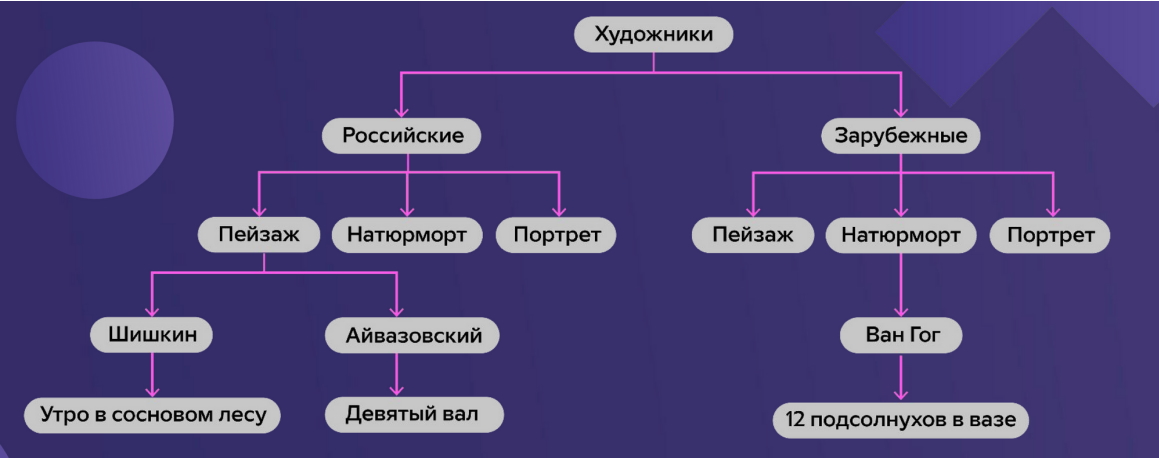 Художники
Российские
Зарубежные
Пейзаж
Натюрморт
Портрет
Пейзаж
Натюрморт
Портрет
Шишкин
Айвазовский
Ван Гог
Утро в сосновом лесу
Девятый вал
12 подсолнухов в вазе